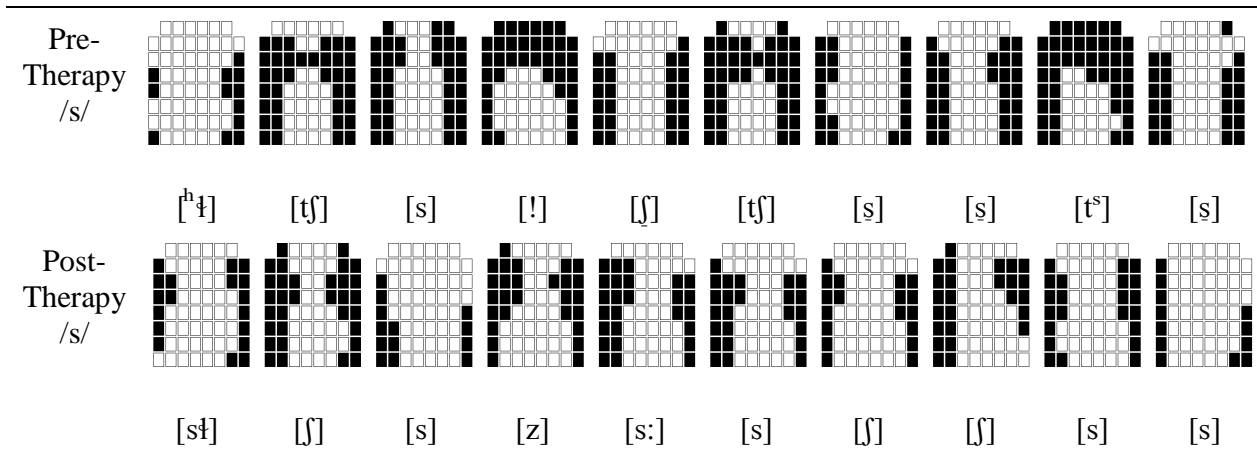 Pre-
Therapy
/s/
[ʰɬ] [tʃ] [s] [!] [ʃ̠] [tʃ] [s̠] [s̠] [tˢ] [s̠]
Post-
Therapy
/s/
[sɬ] [ʃ] [s] [z] [s:] [s] [ʃ] [ʃ] [s] [s]